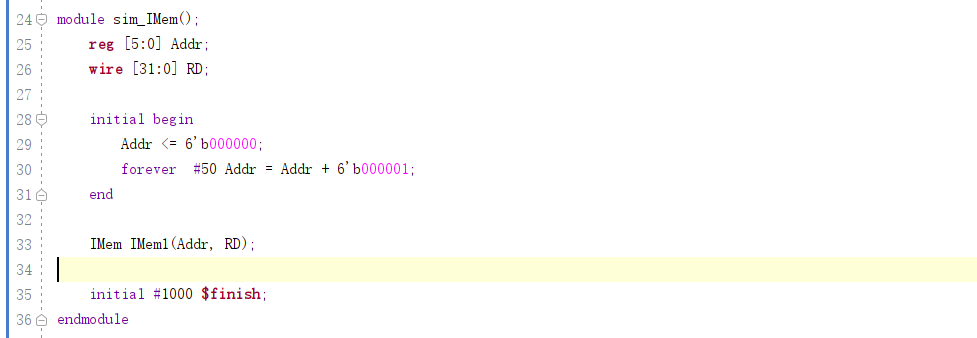 24 module sim_IMem();
25 reg [5:0] Addr;
26 wire [31:0] RD;
27
28 initial begin
29 Addr <= 6'b000000;
30 forever  #50 Addr = Addr + 6'b000001;
31 end
32
33 IMem IMem1(Addr, RD);
34
35 initial #1000 $finish;
36 endmodule